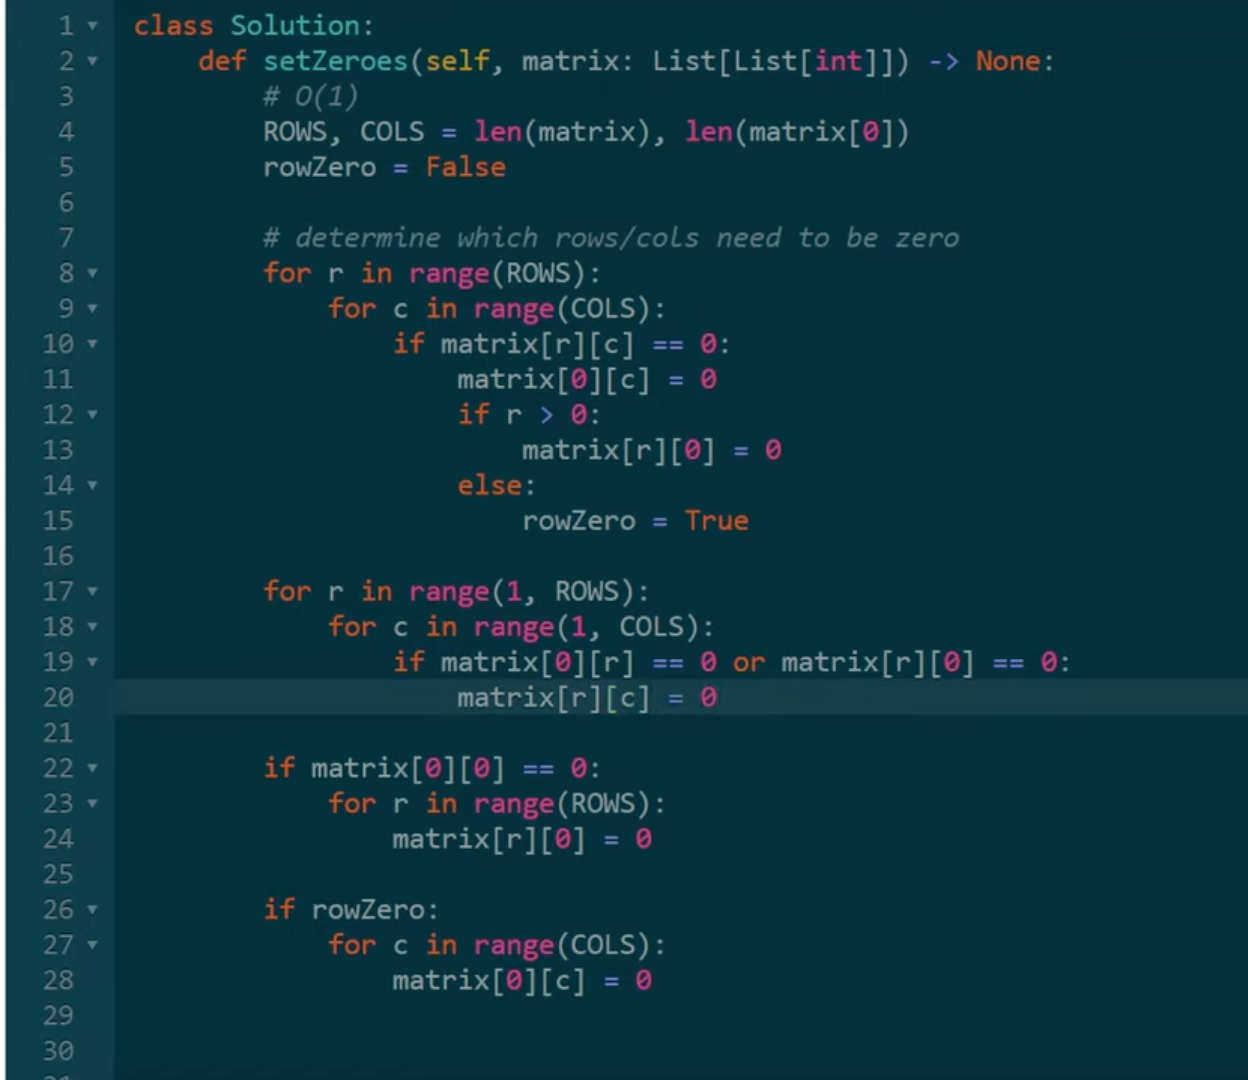 1 class Solution:
2     def setZeroes(self, matrix: List[List[int]]) -> None:
3         # O(1)
4         ROWS, COLS = len(matrix), len(matrix[0])
5         rowZero = False
6
7         # determine which rows/cols need to be zero
8         for r in range(ROWS):
9             for c in range(COLS):
10                 if matrix[r][c] == 0:
11                     matrix[0][c] = 0
12                     if r > 0:
13                         matrix[r][0] = 0
14                     else:
15                         rowZero = True
16
17         for r in range(1, ROWS):
18             for c in range(1, COLS):
19                 if matrix[0][r] == 0 or matrix[r][0] == 0:
20                     matrix[r][c] = 0
21
22         if matrix[0][0] == 0:
23             for r in range(ROWS):
24                 matrix[r][0] = 0
25
26         if rowZero:
27             for c in range(COLS):
28                 matrix[0][c] = 0
29
30